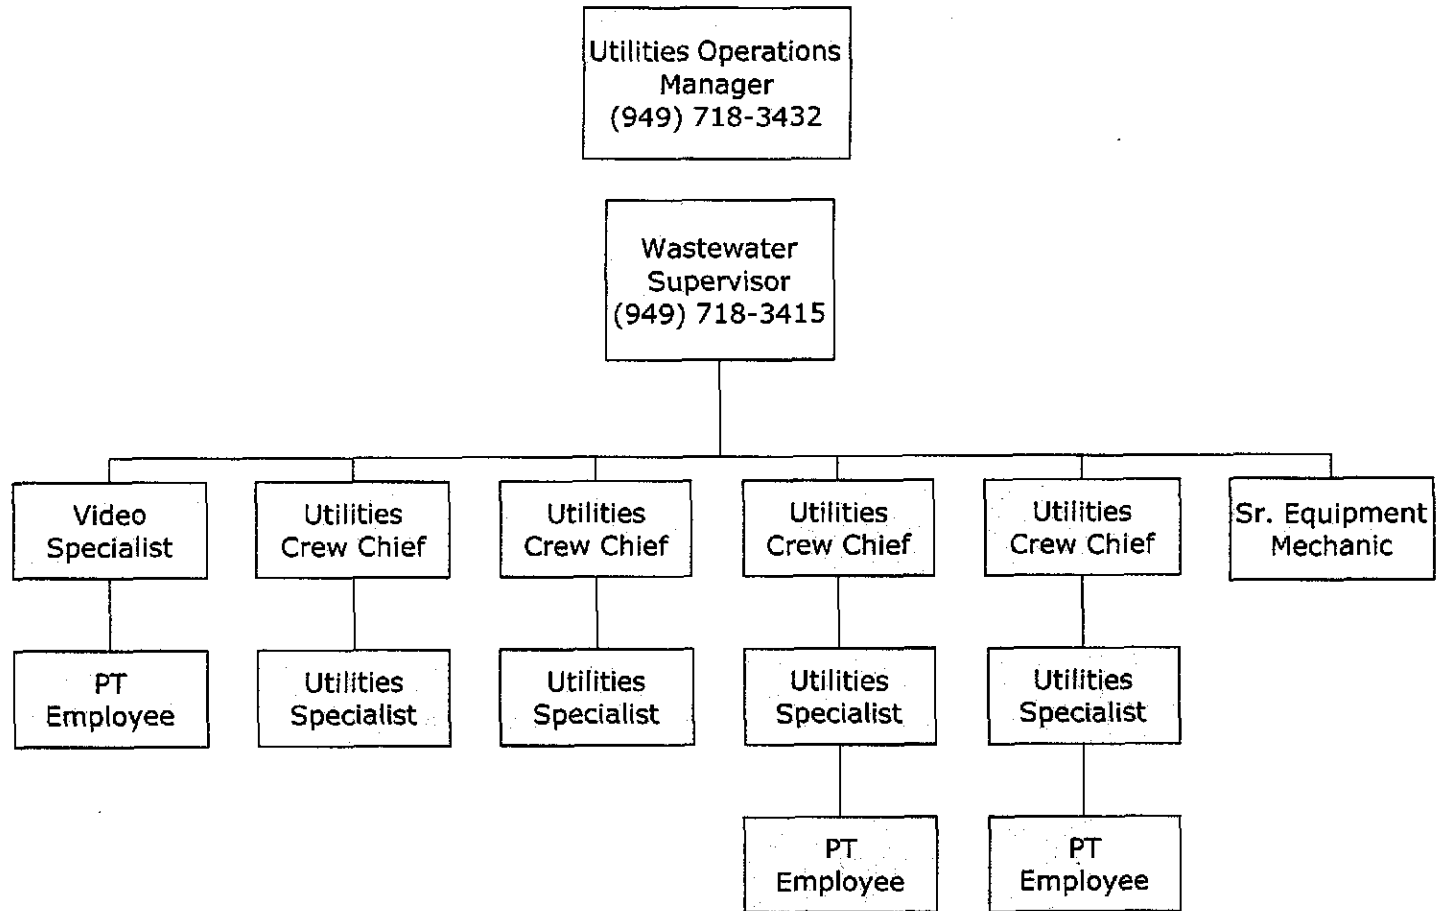 Utilities Operations
Manager
(949) 718-3432
Wastewater
Supervisor
(949) 718-3415
Video
Specialist
Utilities
Crew Chief
Utilities
Crew Chief
Utilities
Crew Chief
Utilities
Crew Chief
Sr. Equipment
Mechanic
PT
Employee
Utilities
Specialist
Utilities
Specialist
Utilities
Specialist
Utilities
Specialist
PT
Employee
PT
Employee